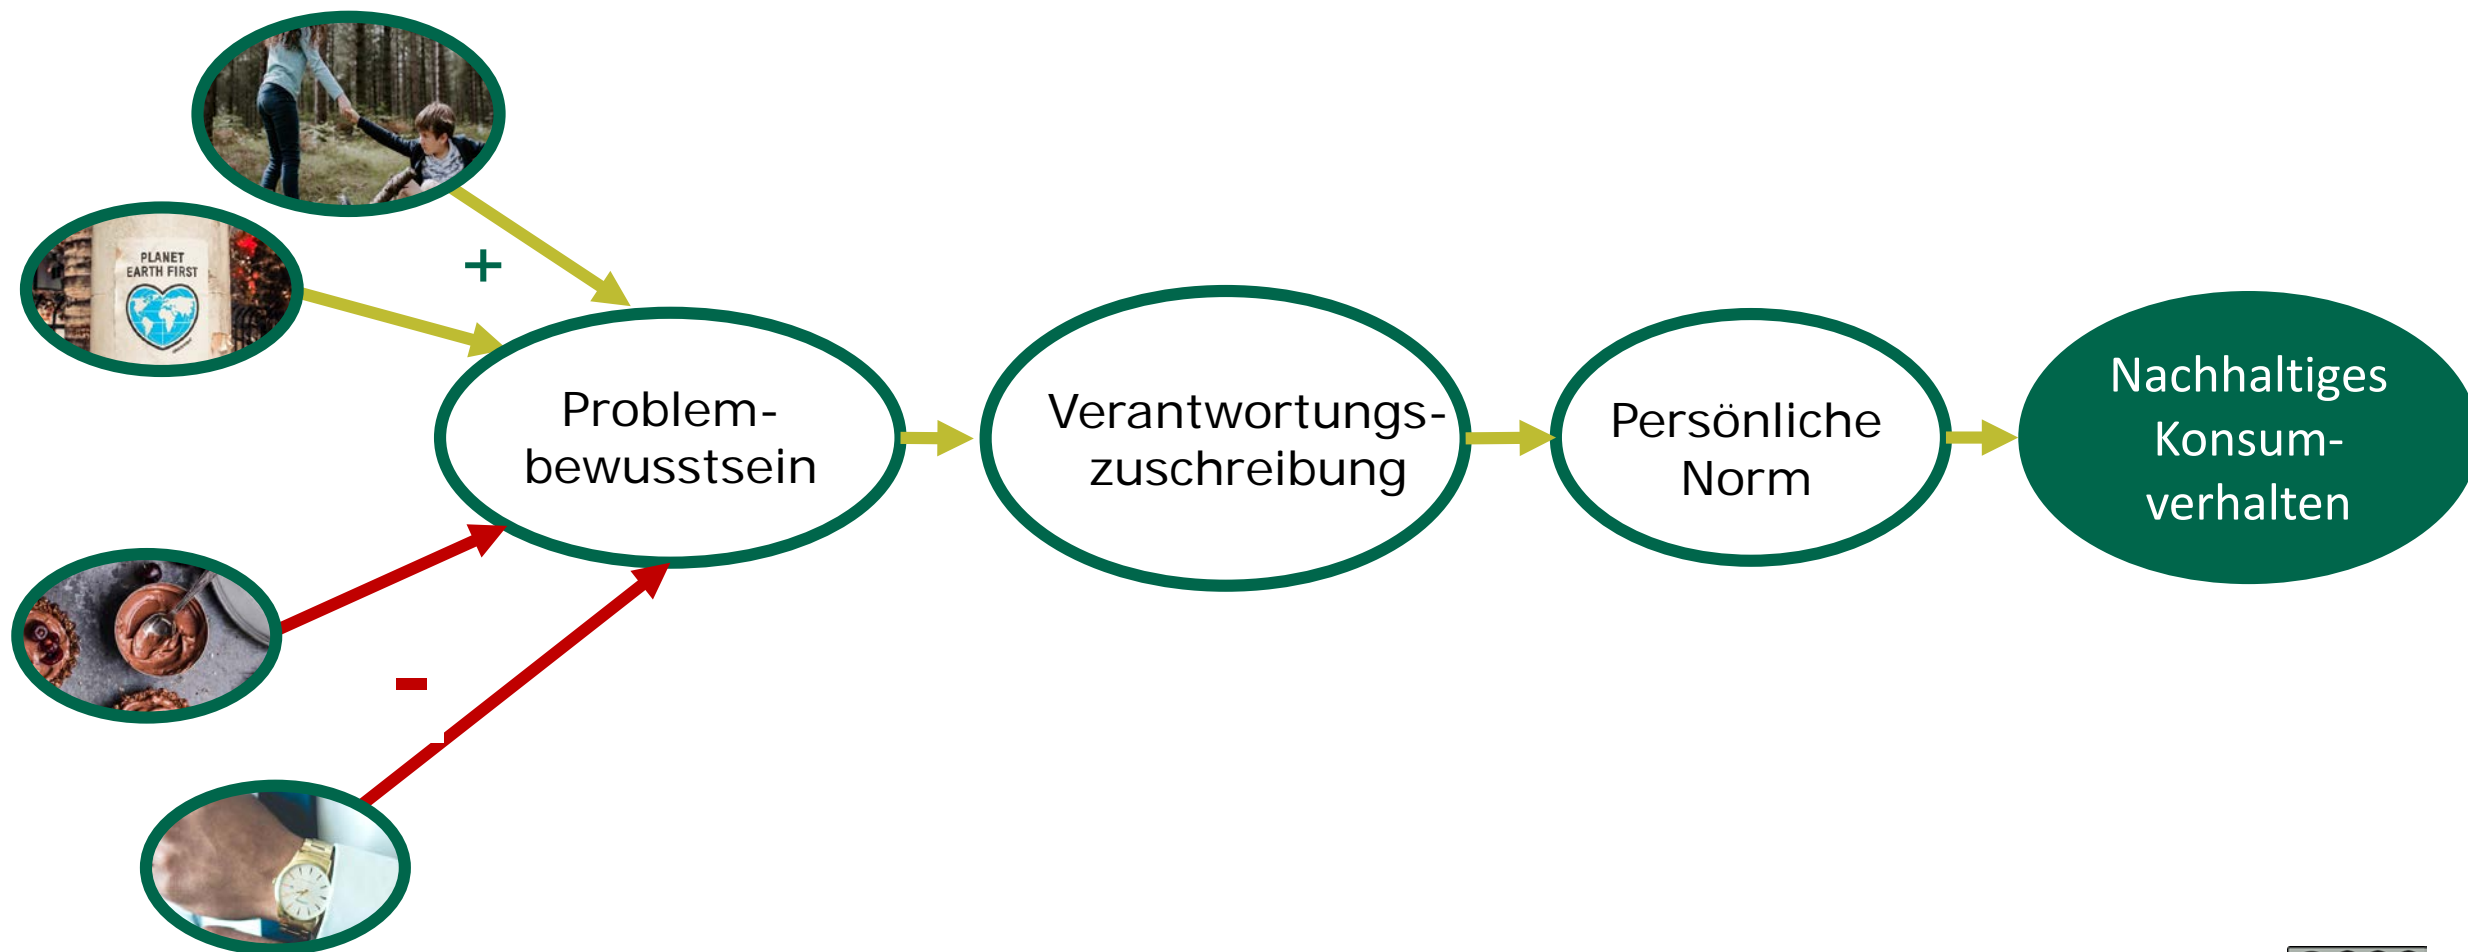 PLANET
EARTH FIRST
+
Problem-
bewusstsein
Verantwortungs-
zuschreibung
Persönliche
Norm
Nachhaltiges
Konsum-
verhalten
-